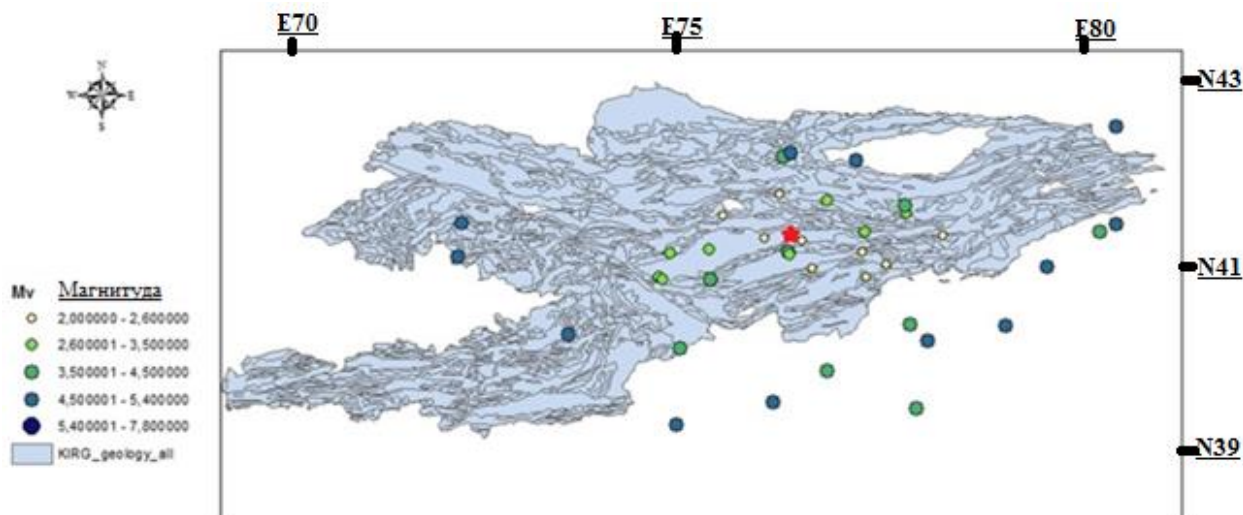 E70 E75 E80
N
W E
S
N43
N41
N39
Mv Магнитуда
2,000000 - 2,600000
2,600001 - 3,500000
3,500001 - 4,500000
4,500001 - 5,400000
5,400001 - 7,800000
KIRG_geology_all